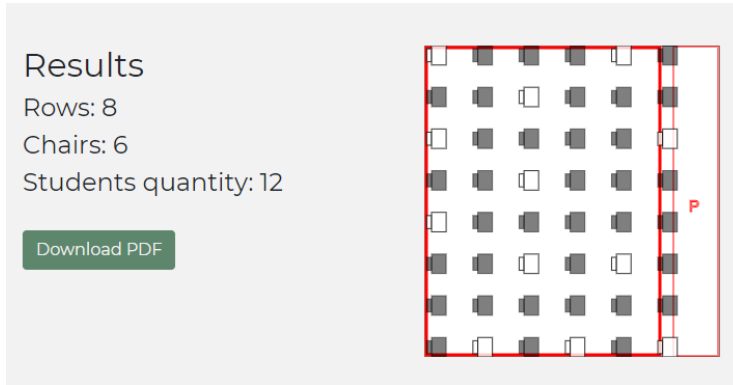 Results
Rows: 8
Chairs: 6
Students quantity: 12
Download PDF
P